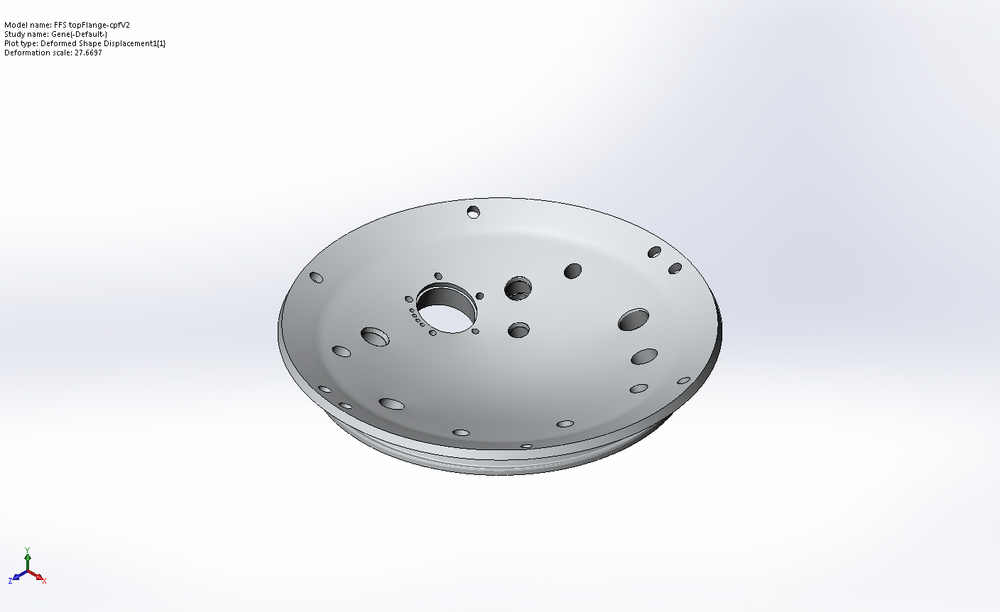 Model name: FFS topFlange-cpfV2
Study name: Gene(-Default-)
Plot type: Deformed Shape Displacement1{1}
Deformation scale: 27.6697
Y
Z
X